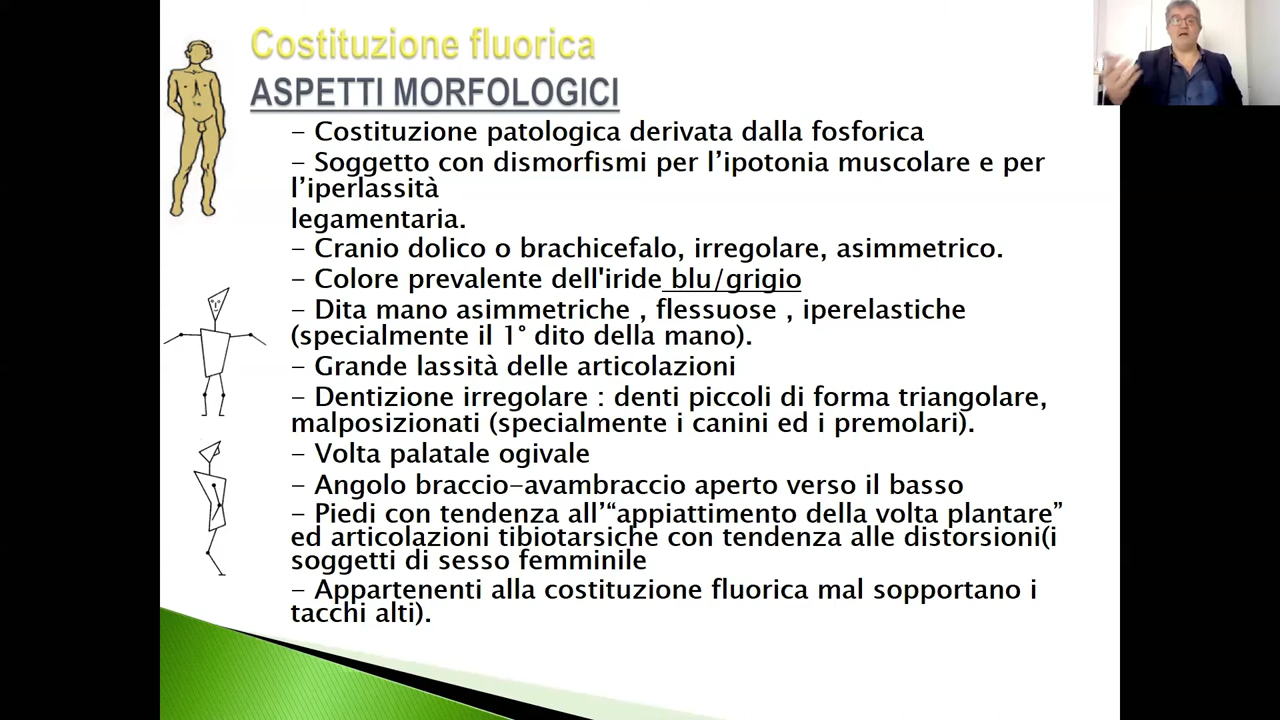 Costituzione fluorica
ASPETTI MORFOLOGICI
– Costituzione patologica derivata dalla fosforica
– Soggetto con dismorfismi per l’ipotonia muscolare e per
l’iperlassità
legamentaria.
– Cranio dolico o brachicefalo, irregolare, asimmetrico.
– Colore prevalente dell'iride blu/grigio
– Dita mano asimmetriche , flessuose , iperelastiche
(specialmente il 1° dito della mano).
– Grande lassità delle articolazioni
– Dentizione irregolare : denti piccoli di forma triangolare,
malposizionati (specialmente i canini ed i premolari).
– Volta palatale ogivale
– Angolo braccio–avambraccio aperto verso il basso
– Piedi con tendenza all’“appiattimento della volta plantare”
ed articolazioni tibiotarsiche con tendenza alle distorsioni(i
soggetti di sesso femminile
– Appartenenti alla costituzione fluorica mal sopportano i
tacchi alti).